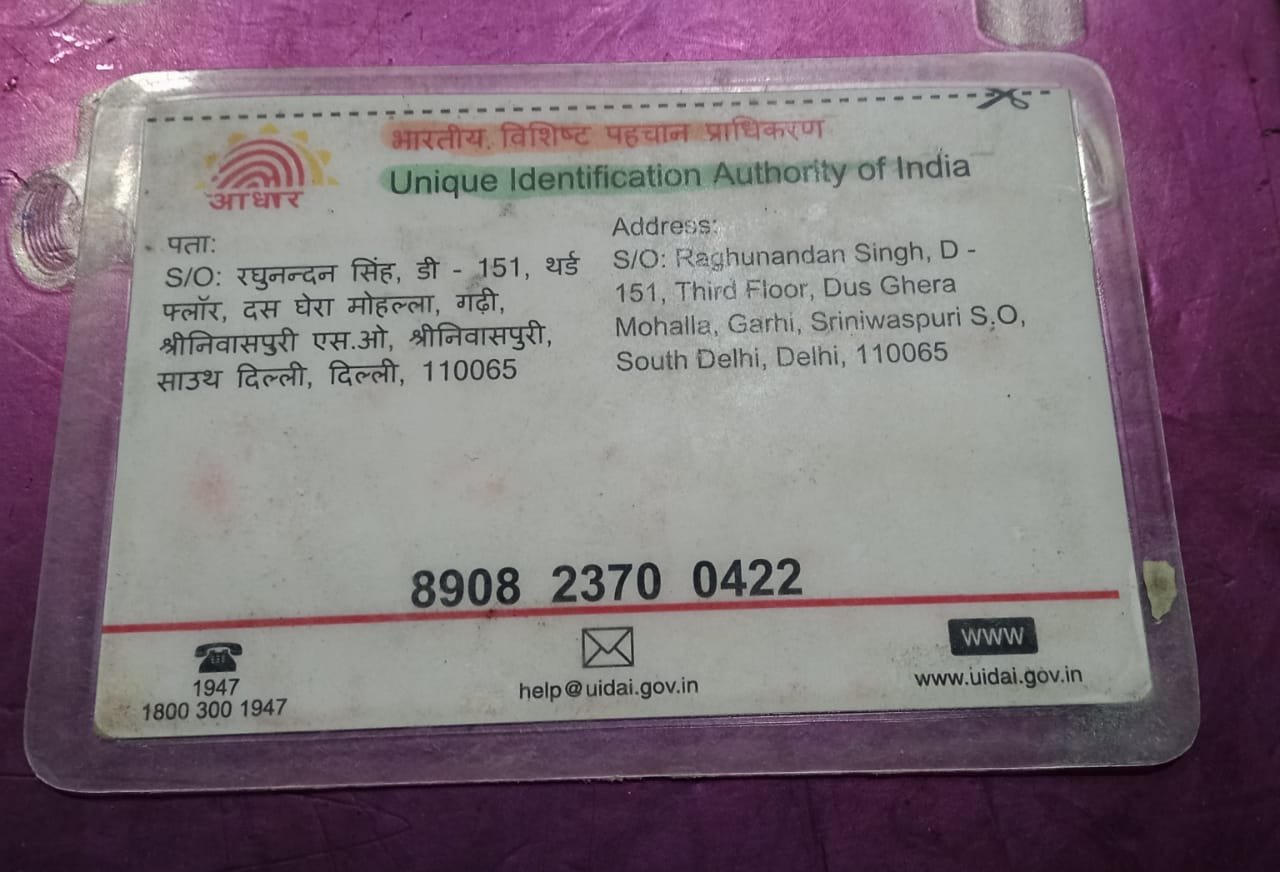 भारतीय विशिष्ट पहचान प्राधिकरण
Unique Identification Authority of India
आधार
पता:
S/O: रघुनन्दन सिंह, डी - 151, थर्ड
फ्लॉर, दस घेरा मोहल्ला, गढ़ी,
श्रीनिवासपुरी एस.ओ, श्रीनिवासपुरी,
साउथ दिल्ली, दिल्ली, 110065
Address:
S/O: Raghunandan Singh, D -
151, Third Floor, Dus Ghera
Mohalla, Garhi, Sriniwaspuri S.O,
South Delhi, Delhi, 110065
8908 2370 0422
1947
1800 300 1947
help@uidai.gov.in
www
www.uidai.gov.in